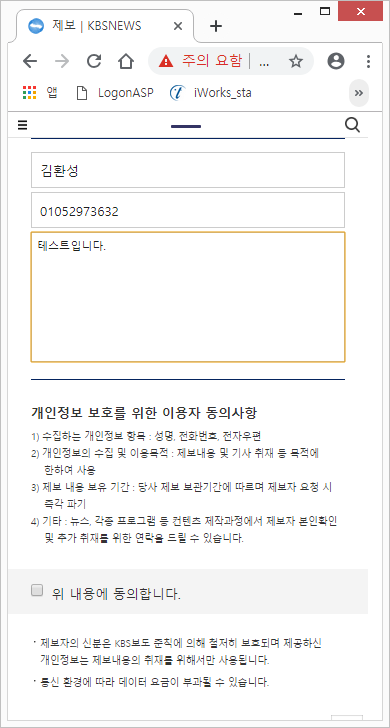 제보 | KBSNEWS
주의 요함 | ...
앱 LogonASP iWorks_sta »
김환성
01052973632
테스트입니다.
개인정보 보호를 위한 이용자 동의사항
1) 수집하는 개인정보 항목 : 성명, 전화번호, 전자우편
2) 개인정보의 수집 및 이용목적 : 제보내용 및 기사 취재 등 목적에
한하여 사용
3) 제보 내용 보유 기간 : 당사 제보 보관기간에 따르며 제보자 요청 시
즉각 파기
4) 기타 : 뉴스, 각종 프로그램 등 컨텐츠 제작과정에서 제보자 본인확인
및 추가 취재를 위한 연락을 드릴 수 있습니다.
위 내용에 동의합니다.
· 제보자의 신분은 KBS보도 준칙에 의해 철저히 보호되며 제공하신
개인정보는 제보내용의 취재를 위해서만 사용됩니다.
· 통신 환경에 따라 데이터 요금이 부과될 수 있습니다.